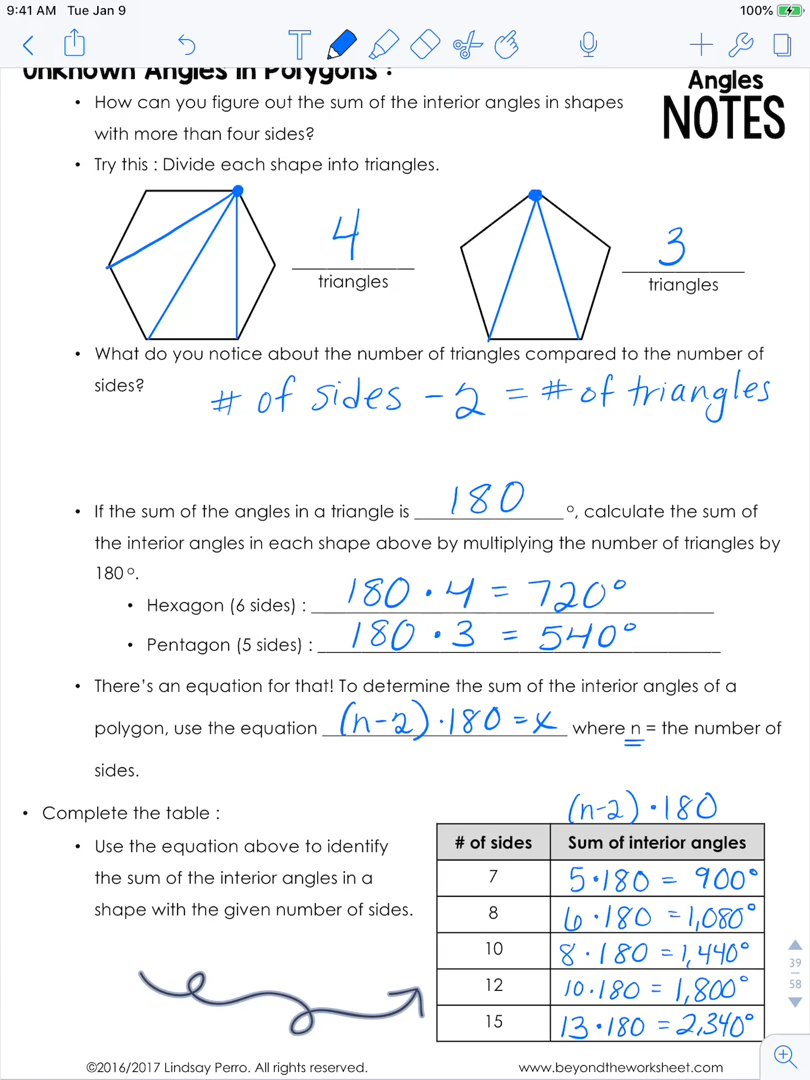 9:41 AM Tue Jan 9 100%
Unknown Angles in Polygons :
Angles
NOTES
• How can you figure out the sum of the interior angles in shapes
with more than four sides?
• Try this : Divide each shape into triangles.
4
triangles
3
triangles
• What do you notice about the number of triangles compared to the number of
sides?
# of sides - 2 = # of triangles
• If the sum of the angles in a triangle is 180 °, calculate the sum of
the interior angles in each shape above by multiplying the number of triangles by
180°.
• Hexagon (6 sides) : 180 • 4 = 720°
• Pentagon (5 sides) : 180 • 3 = 540°
• There's an equation for that! To determine the sum of the interior angles of a
polygon, use the equation (n-2)•180=x where n = the number of
sides.
• Complete the table :
• Use the equation above to identify
the sum of the interior angles in a
shape with the given number of sides.
(n-2)•180
# of sides Sum of interior angles
7 5•180 = 900°
8 6•180 = 1,080°
10 8•180 = 1,440°
12 10•180 = 1,800°
15 13•180 = 2,340°
39
58
©2016/2017 Lindsay Perro. All rights reserved. www.beyondtheworksheet.com